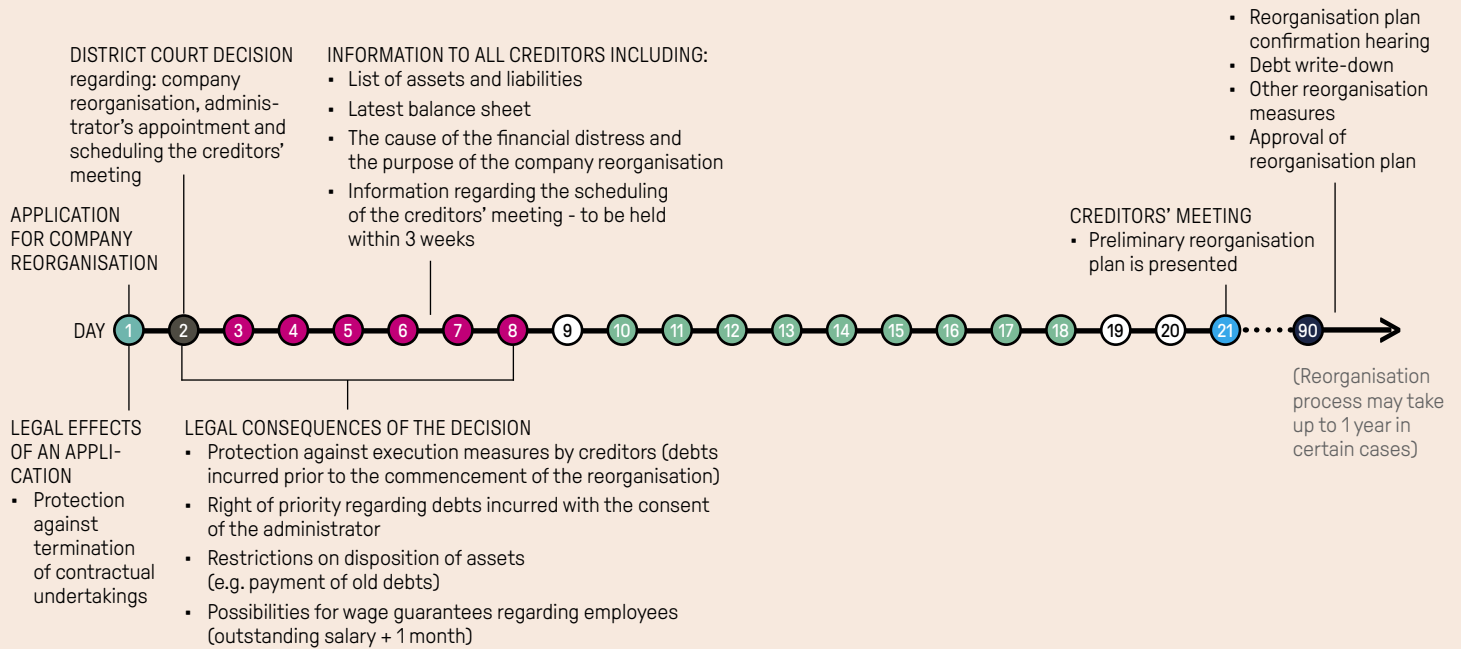 DISTRICT COURT DECISION
regarding: company
reorganisation, adminis-
trator’s appointment and
scheduling the creditors’
meeting
INFORMATION TO ALL CREDITORS INCLUDING:
▪ List of assets and liabilities
▪ Latest balance sheet
▪ The cause of the financial distress and
the purpose of the company reorganisation
▪ Information regarding the scheduling
of the creditors’ meeting - to be held
within 3 weeks
▪ Reorganisation plan
confirmation hearing
▪ Debt write-down
▪ Other reorganisation
measures
▪ Approval of
reorganisation plan
APPLICATION
FOR COMPANY
REORGANISATION
CREDITORS’ MEETING
▪ Preliminary reorganisation
plan is presented
DAY 1 2 3 4 5 6 7 8 9 10 11 12 13 14 15 16 17 18 19 20 21 90
(Reorganisation
process may take
up to 1 year in
certain cases)
LEGAL EFFECTS
OF AN APPLI-
CATION
▪ Protection
against
termination
of contractual
undertakings
LEGAL CONSEQUENCES OF THE DECISION
▪ Protection against execution measures by creditors (debts
incurred prior to the commencement of the reorganisation)
▪ Right of priority regarding debts incurred with the consent
of the administrator
▪ Restrictions on disposition of assets
(e.g. payment of old debts)
▪ Possibilities for wage guarantees regarding employees
(outstanding salary + 1 month)